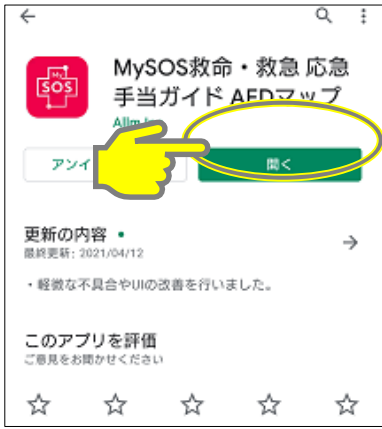 My
SOS
MySOS救命・救急 応急
手当ガイド AEDマップ
Allm
アンイ
開く
更新の内容
最終更新: 2021/04/12
・軽微な不具合やUIの改善を行いました。
このアプリを評価
ご意見をお聞かせください